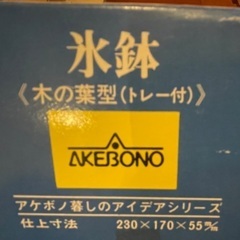 氷鉢
《木の葉型(トレー付)》
AKEBONO
アケボノ暮しのアイデアシリーズ
仕上寸法 230×170×55㎜